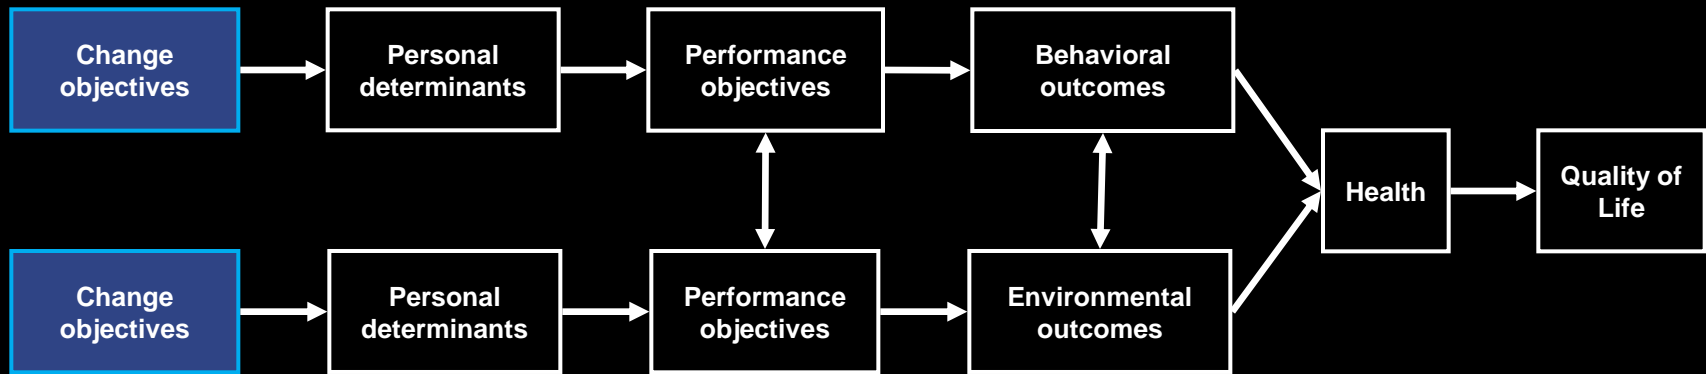 Change
objectives
Personal
determinants
Performance
objectives
Behavioral
outcomes
Health
Quality of
Life
Change
objectives
Personal
determinants
Performance
objectives
Environmental
outcomes